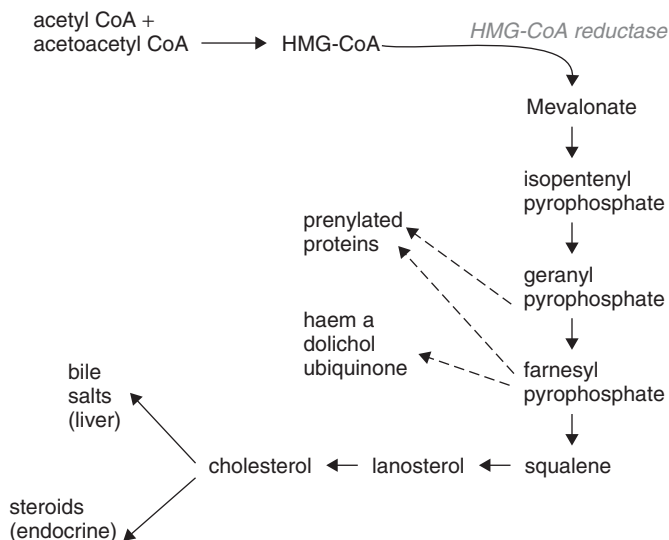 acetyl CoA +
acetoacetyl CoA
HMG-CoA
HMG-CoA reductase
Mevalonate
isopentenyl
pyrophosphate
prenylated
proteins
geranyl
pyrophosphate
haem a
dolichol
ubiquinone
farnesyl
pyrophosphate
bile
salts
(liver)
cholesterol
lanosterol
squalene
steroids
(endocrine)